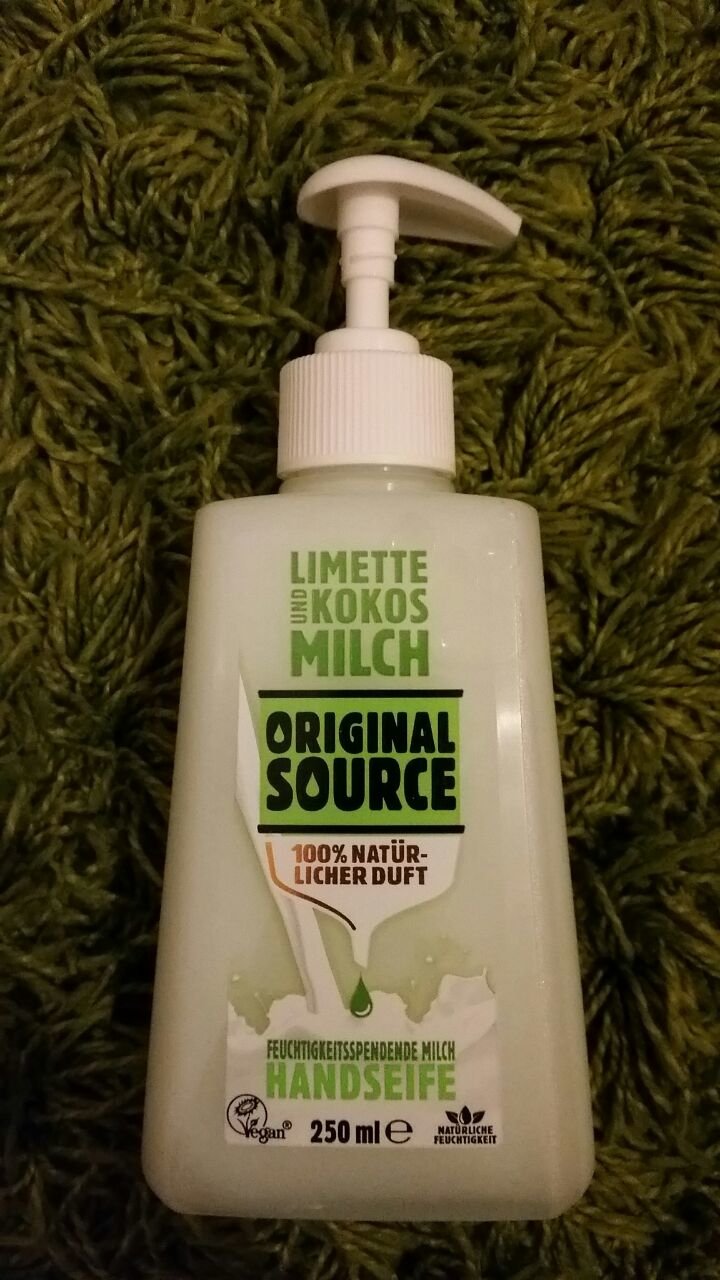 LIMETTE
UND KOKOS
MILCH
ORIGINAL
SOURCE
100% NATÜR-
LICHER DUFT
FEUCHTIGKEITSSPENDENDE MILCH
HANDSEIFE
Vegan® 250 ml ℮ NATÜRLICHE
FEUCHTIGKEIT